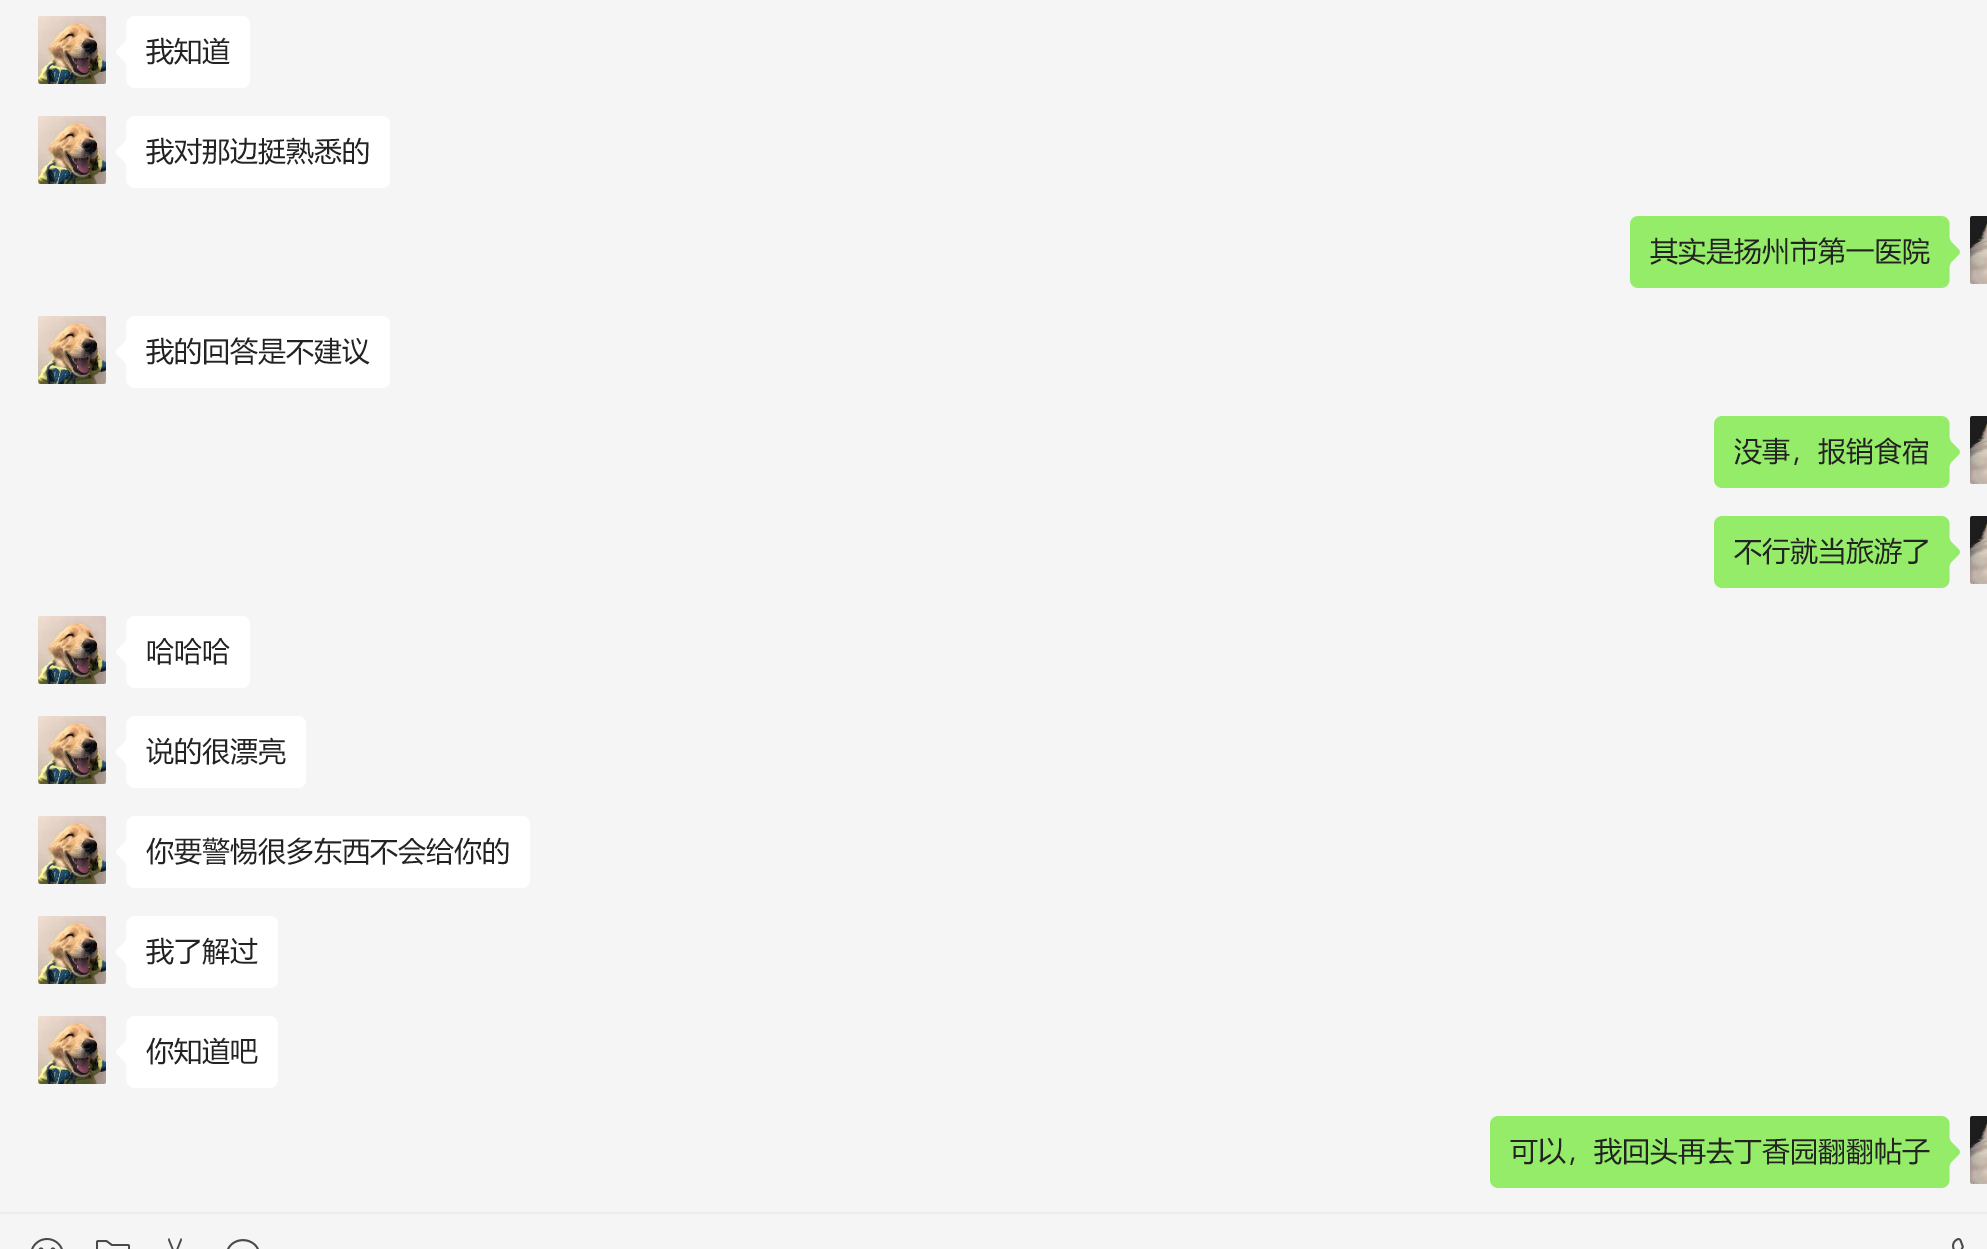 我知道
我对那边挺熟悉的
其实是扬州市第一医院
我的回答是不建议
没事，报销食宿
不行就当旅游了
哈哈哈
说的很漂亮
你要警惕很多东西不会给你的
我了解过
你知道吧
可以，我回头再去丁香园翻翻帖子